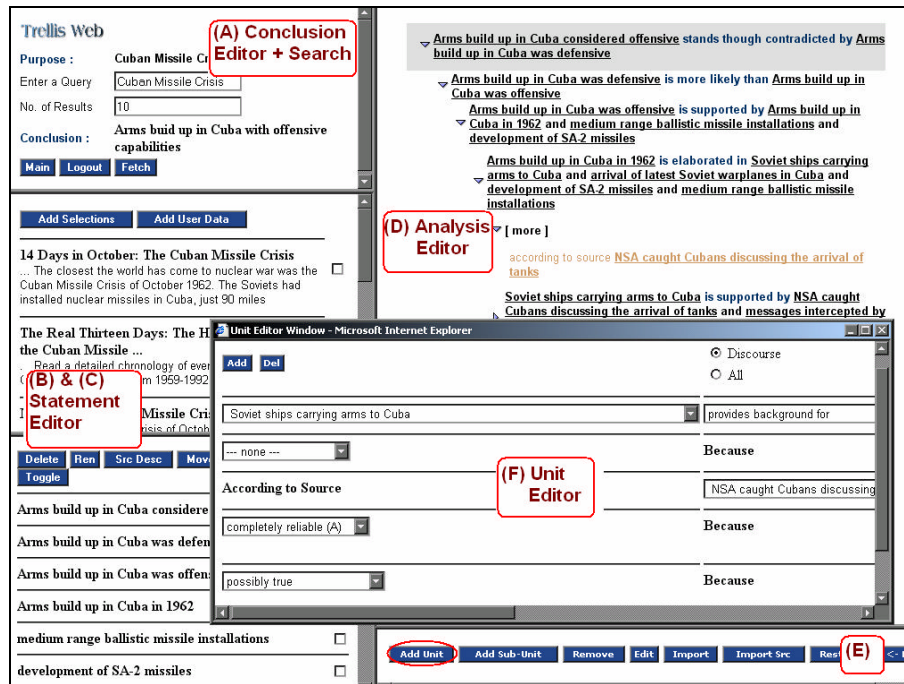 Trellis Web
(A) Conclusion
Editor + Search
Purpose :
Cuban Missile Cr
Enter a Query
Cuban Missile Crisis
No. of Results
10
Conclusion :
Arms buid up in Cuba with offensive
capabilities
Main Logout Fetch
Add Selections Add User Data
14 Days in October: The Cuban Missile Crisis
... The closest the world has come to nuclear war was the
Cuban Missile Crisis of October 1962. The Soviets had
installed nuclear missiles in Cuba, just 90 miles
The Real Thirteen Days: The H
the Cuban Missile ...
. Read a detailed chronology of ever
m 1959-1992
(B) & (C)
Statement
Editor
Missile Cris
risis of Octob
Delete Ren Src Desc Move
Toggle
Arms build up in Cuba considere
Arms build up in Cuba was defen
Arms build up in Cuba was offens
Arms build up in Cuba in 1962
medium range ballistic missile installations
development of SA-2 missiles
Arms build up in Cuba considered offensive stands though contradicted by Arms
build up in Cuba was defensive
Arms build up in Cuba was defensive is more likely than Arms build up in
Cuba was offensive
Arms build up in Cuba was offensive is supported by Arms build up in
Cuba in 1962 and medium range ballistic missile installations and
development of SA-2 missiles
Arms build up in Cuba in 1962 is elaborated in Soviet ships carrying
arms to Cuba and arrival of latest Soviet warplanes in Cuba and
development of SA-2 missiles and medium range ballistic missile
installations
(D) Analysis
Editor
[ more ]
according to source NSA caught Cubans discussing the arrival of
tanks
Soviet ships carrying arms to Cuba is supported by NSA caught
Cubans discussing the arrival of tanks and messages intercepted by
Unit Editor Window - Microsoft Internet Explorer
Add Del
Discourse
All
Soviet ships carrying arms to Cuba
provides background for
--- none ---
Because
(F) Unit
Editor
According to Source
NSA caught Cubans discussing
completely reliable (A)
Because
possibly true
Because
Add Unit Add Sub-Unit Remove Edit Import Import Src Res (E) <-